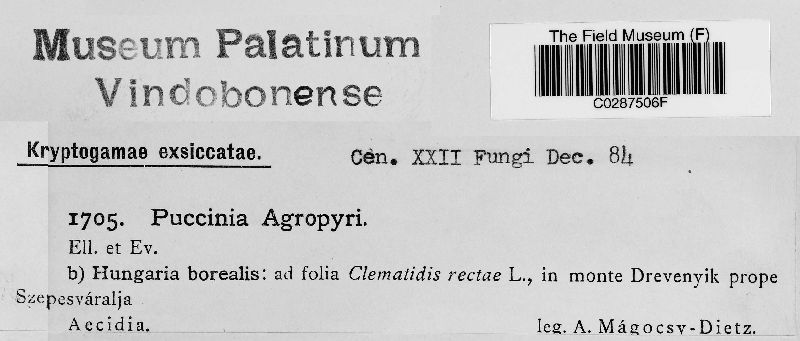 Museum Palatinum
Vindobonense
The Field Museum (F)
C0287506F
Kryptogamae exsiccatae.
Cen. XXII Fungi Dec. 84
1705. Puccinia Agropyri.
Ell. et Ev.
b) Hungaria borealis: ad folia Clematidis rectae L., in monte Drevenyik prope
Szepesváralja
Aecidia.
leg. A. Mágocsy-Dietz.